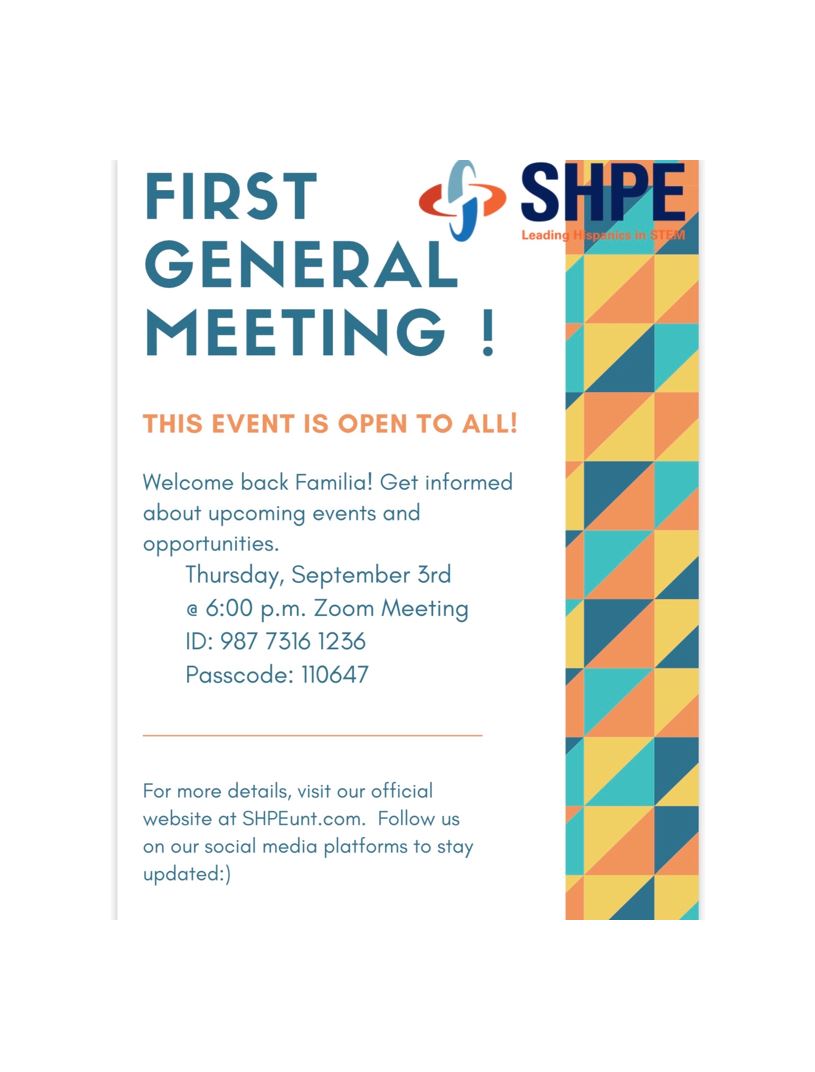 FIRST
GENERAL
MEETING !
SHPE
Leading Hispanics in STEM
THIS EVENT IS OPEN TO ALL!
Welcome back Familia! Get informed
about upcoming events and
opportunities.
Thursday, September 3rd
@ 6:00 p.m. Zoom Meeting
ID: 987 7316 1236
Passcode: 110647
For more details, visit our official
website at SHPEunt.com. Follow us
on our social media platforms to stay
updated:)